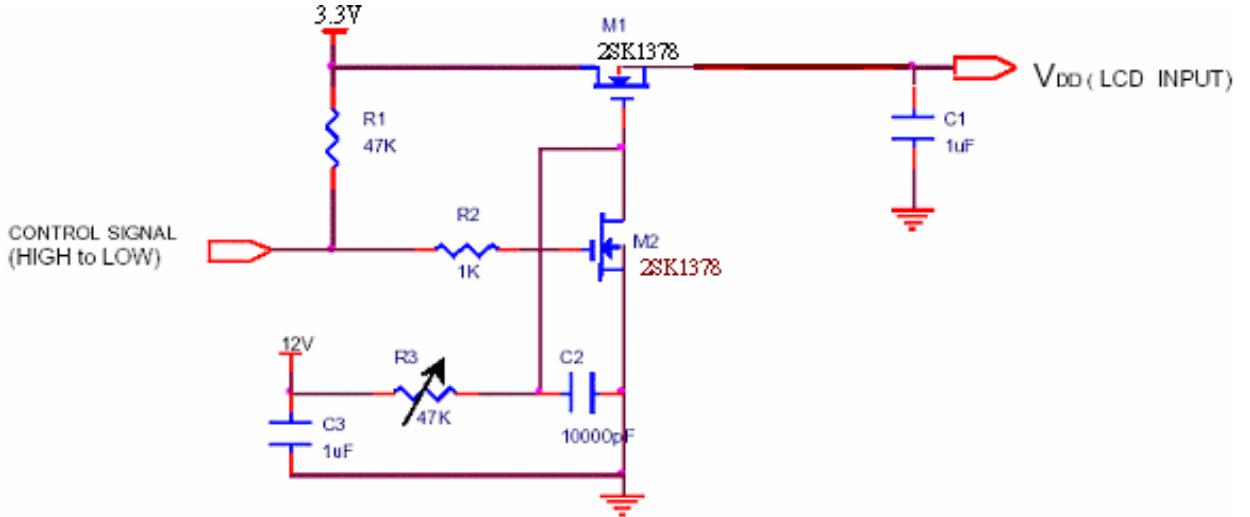 3.3V
M1
2SK1378
VDD ( LCD INPUT)
R1
47K
C1
1uF
CONTROL SIGNAL
(HIGH to LOW)
R2
1K
M2
2SK1378
12V
R3
47K
C2
10000pF
C3
1uF